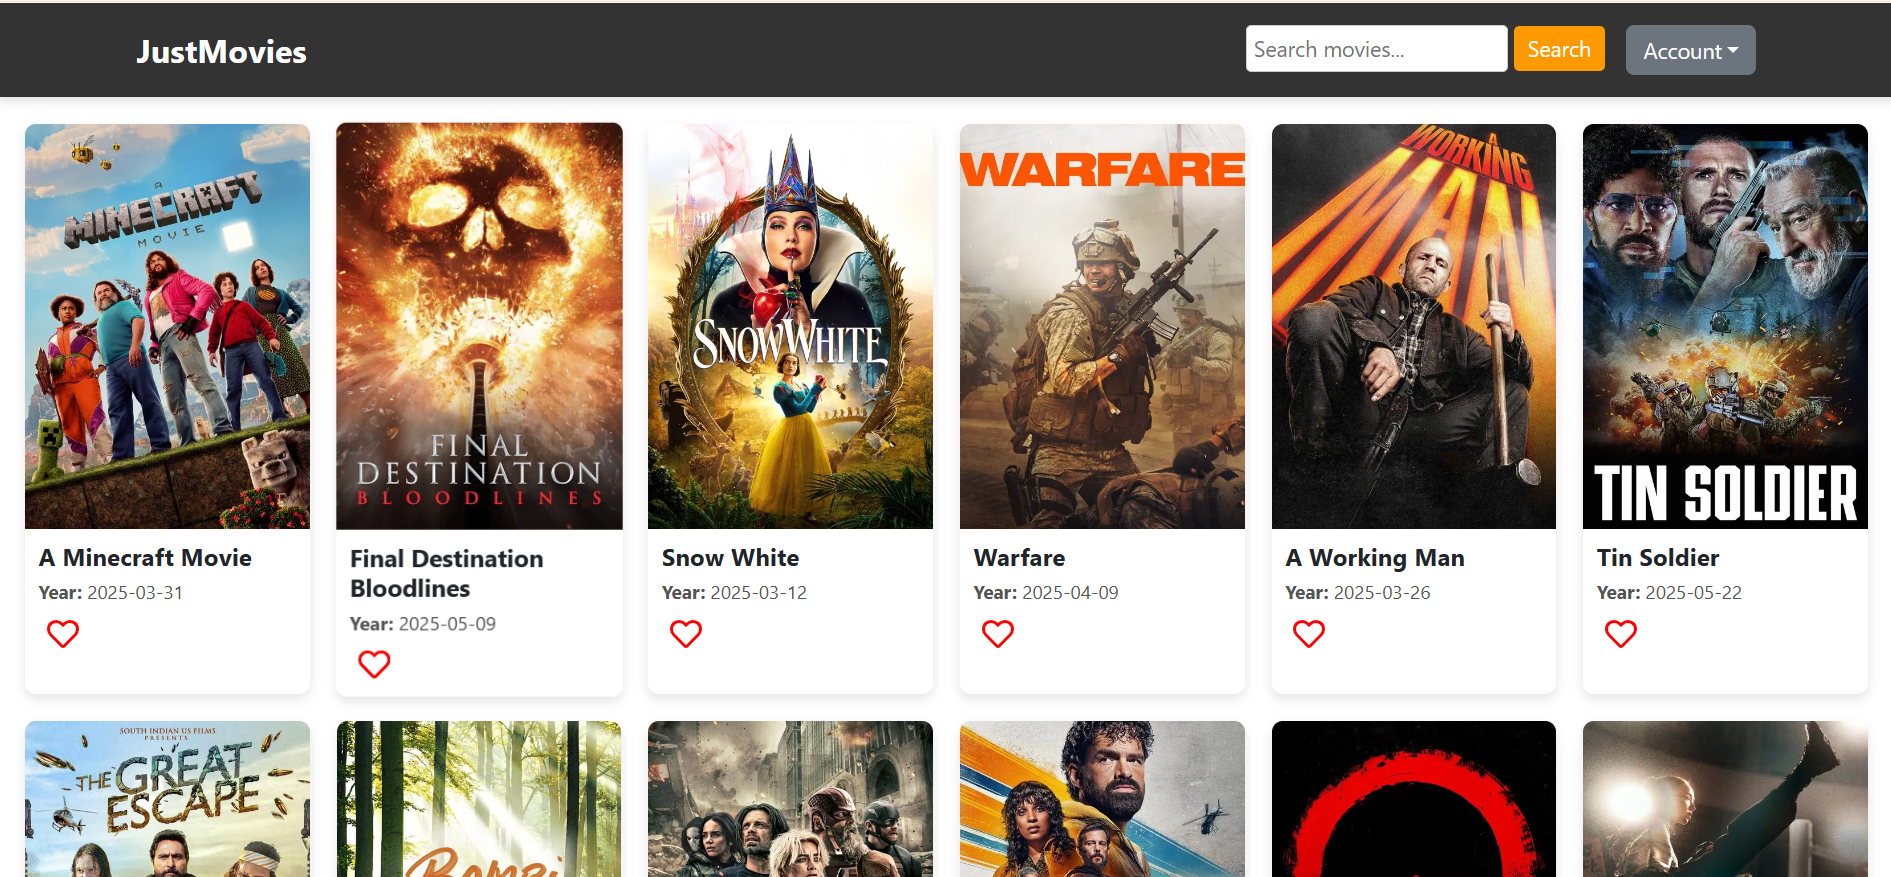 JustMovies
Search movies...
Search
Account
A
MINECRAFT
MOVIE
FINAL
DESTINATION
BLOODLINES
SNOW WHITE
WARFARE
A
WORKING
MAN
TIN SOLDIER
A Minecraft Movie
Year: 2025-03-31
Final Destination
Bloodlines
Year: 2025-05-09
Snow White
Year: 2025-03-12
Warfare
Year: 2025-04-09
A Working Man
Year: 2025-03-26
Tin Soldier
Year: 2025-05-22
SOUTH INDIAN US FILMS
PRESENTS
THE GREAT
ESCAPE
Bambi